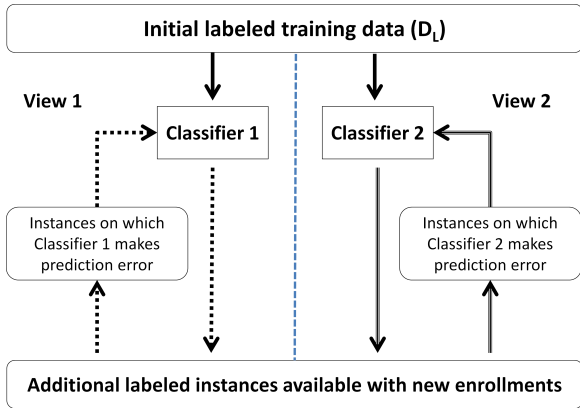 Initial labeled training data (D_L)
View 1
View 2
Classifier 1
Classifier 2
Instances on which
Classifier 1 makes
prediction error
Instances on which
Classifier 2 makes
prediction error
Additional labeled instances available with new enrollments